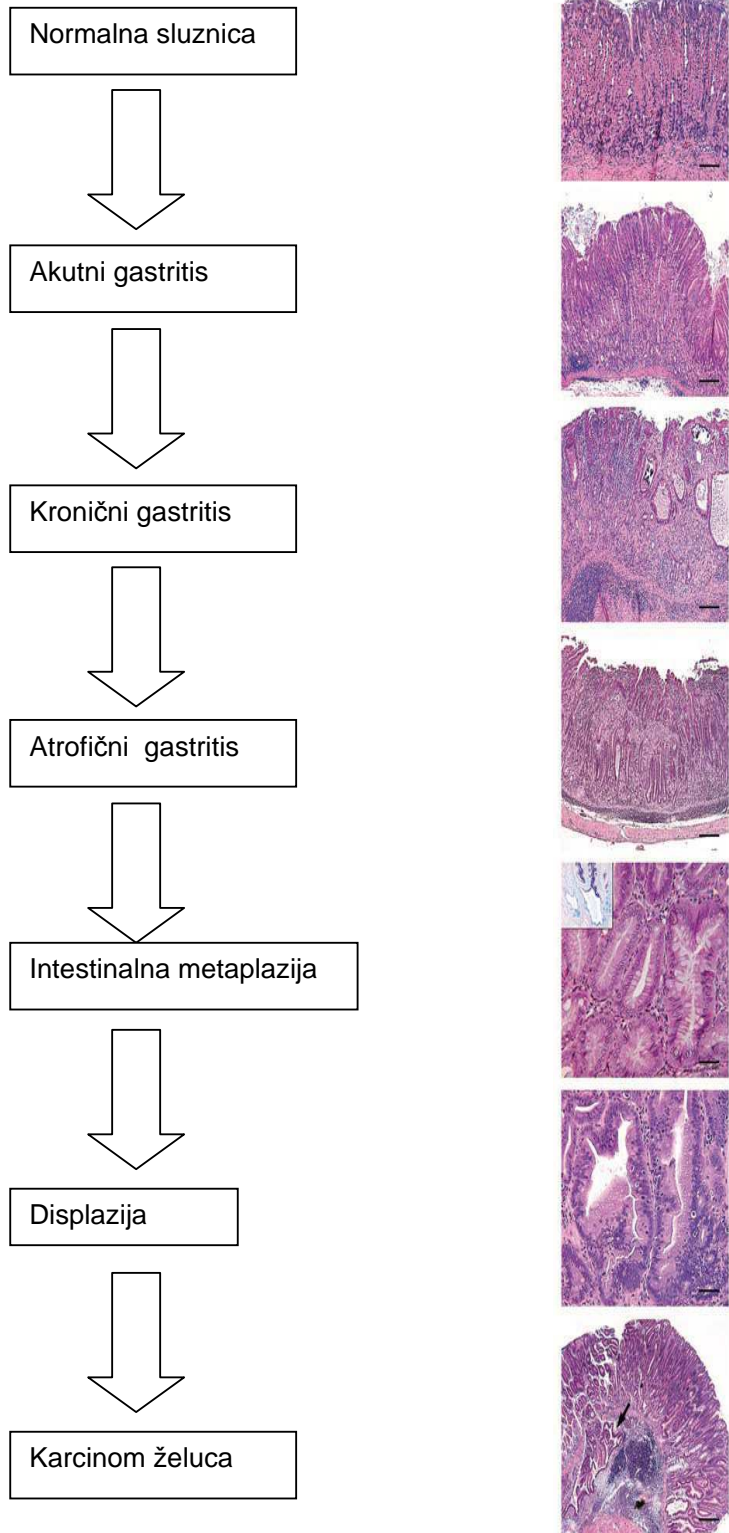 Normalna sluznica
Akutni gastritis
Kronični gastritis
Atrofični  gastritis
Intestinalna metaplazija
Displazija
Karcinom želuca